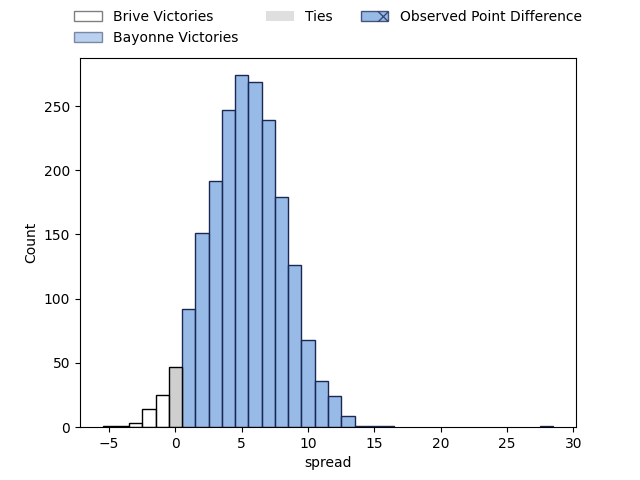 Brive Victories
Ties
Observed Point Difference
Bayonne Victories
250
200
150
100
50
0
Count
−5
0
5
10
15
20
25
30
spread